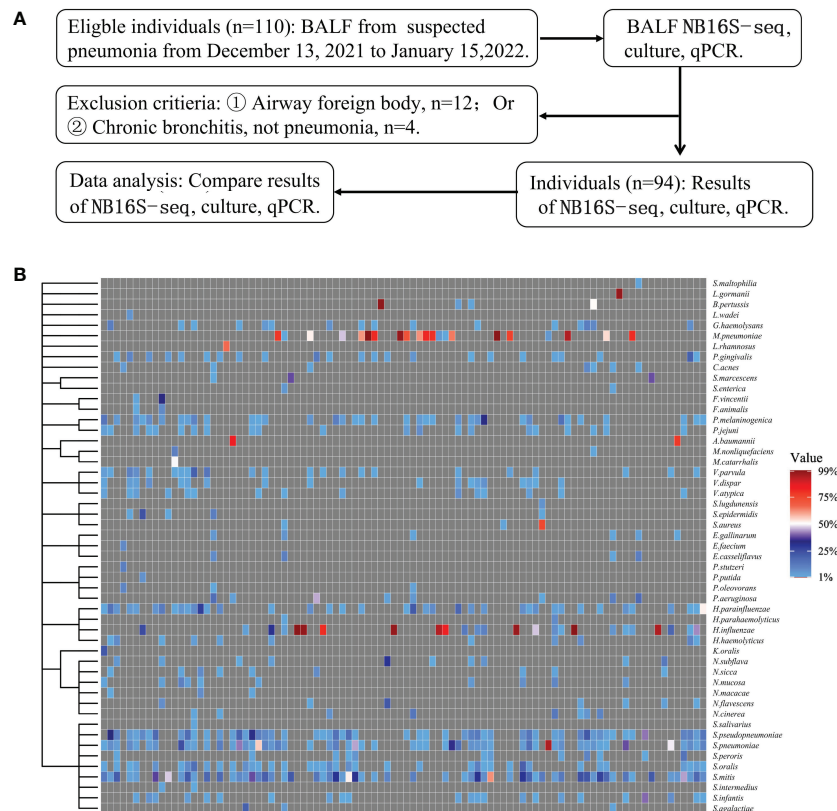 A
Eligble individuals (n=110): BALF from suspected
pneumonia from December 13, 2021 to January 15,2022.
BALF NB16S-seq,
culture, qPCR.
Exclusion critieria: ① Airway foreign body, n=12; Or
② Chronic bronchitis, not pneumonia, n=4.
Data analysis: Compare results
of NB16S-seq, culture, qPCR.
Individuals (n=94): Results
of NB16S-seq, culture, qPCR.
B
S.maltophilia
L.gormanii
B.pertussis
L.wadei
G.haemolysans
M.pneumoniae
L.rhamnosus
P.gingivalis
C.acnes
S.marcescens
S.enterica
F.vincentii
F.animalis
P.melaninogenica
P.jejuni
A.baumannii
M.nonliquefaciens
M.catarrhalis
V.parvula
V.dispar
V.atypica
S.lugdunensis
S.epidermidis
S.aureus
E.gallinarum
E.faecium
E.casseliflavus
P.stutzeri
P.putida
P.oleovorans
P.aeruginosa
H.parainfluenzae
H.parahaemolyticus
H.influenzae
H.haemolyticus
K.oralis
N.subflava
N.sicca
N.mucosa
N.macacae
N.flavescens
N.cinerea
S.salivarius
S.pseudopneumoniae
S.pneumoniae
S.peroris
S.oralis
S.mitis
S.intermedius
S.infantis
S.agalactiae
Value
99%
75%
50%
25%
1%